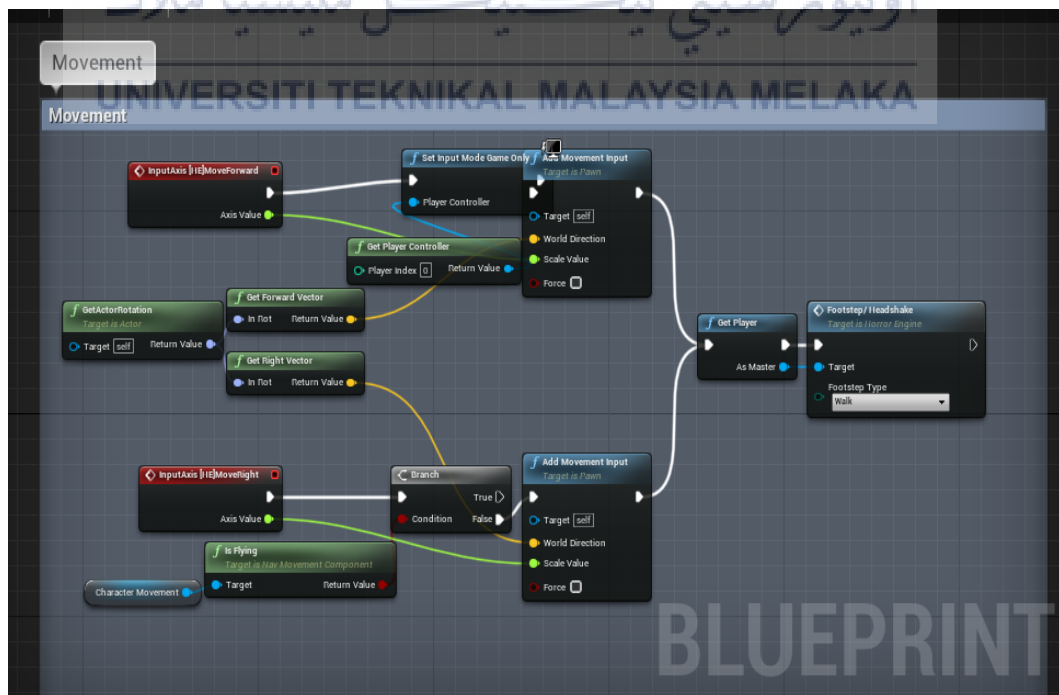 اونيورسيتي تيكنيكل مليسيا ملاك
UNIVERSITI TEKNIKAL MALAYSIA MELAKA
Movement
Movement
InputAxis [HE]MoveForward
Axis Value
Set Input Mode Game Only
Player Controller
Add Movement Input
Target is Pawn
Target self
World Direction
Scale Value
Force
Get Player Controller
Player Index 0 Return Value
GetActorRotation
Target is Actor
Target self Return Value
Get Forward Vector
In Rot Return Value
Get Right Vector
In Rot Return Value
Get Player
As Master
Footstep/ Headshake
Target is Horror Engine
Target
Footstep Type
Walk
InputAxis [HE]MoveRight
Axis Value
Branch
True
Condition False
Add Movement Input
Target is Pawn
Target self
World Direction
Scale Value
Force
Is Flying
Target is Nav Movement Component
Target Return Value
Character Movement
BLUEPRINT